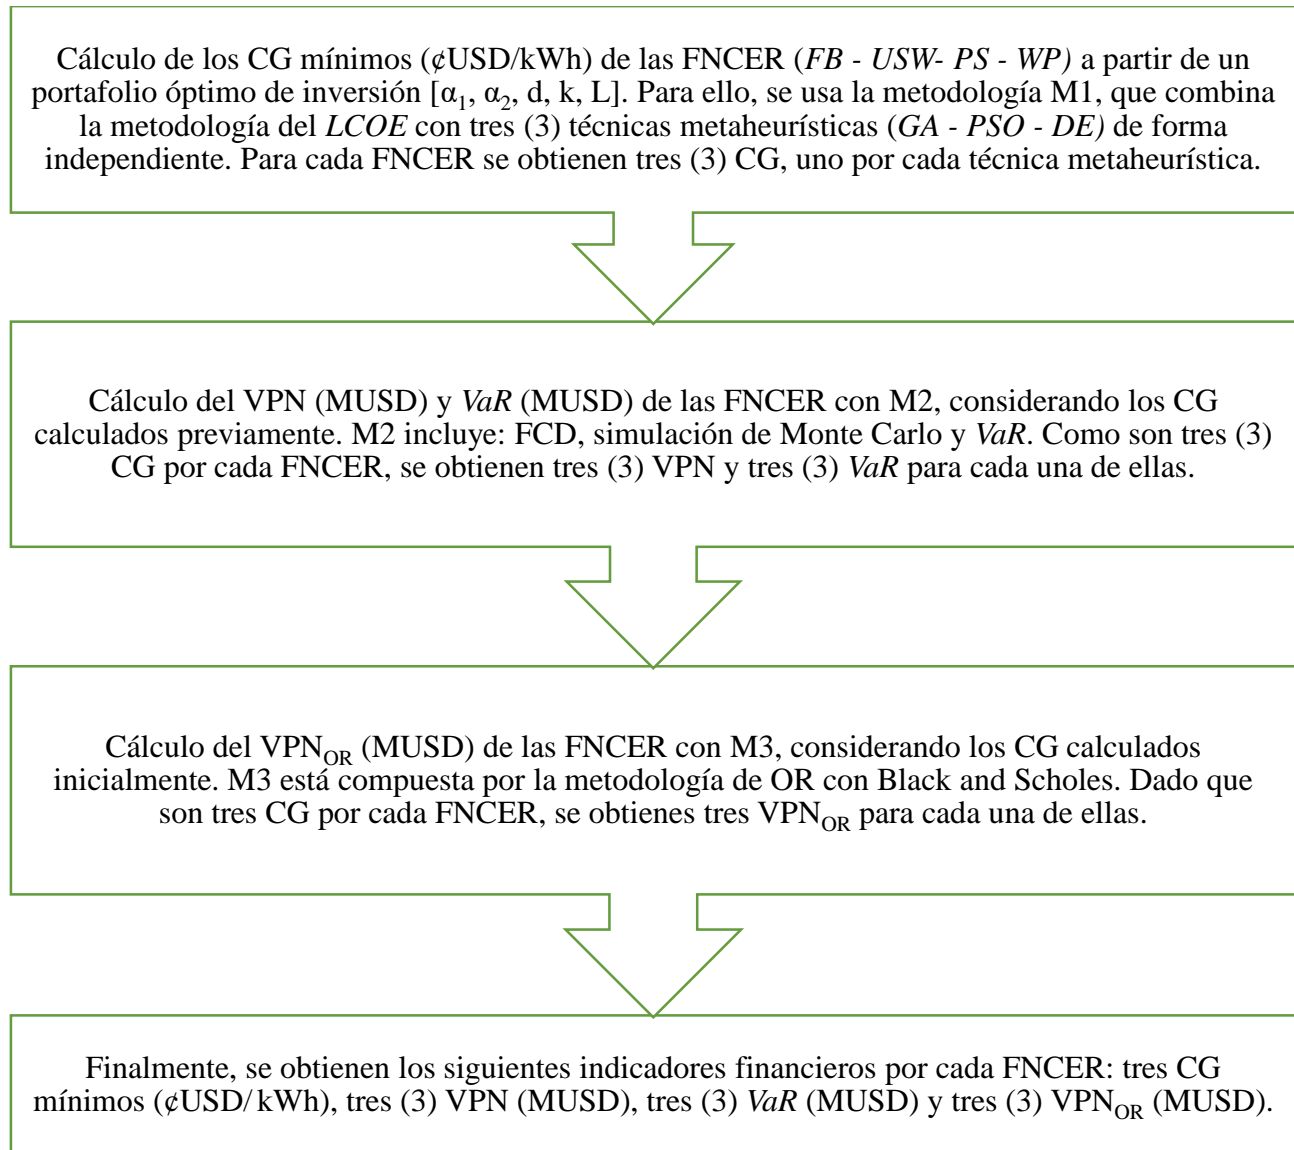 Cálculo de los CG mínimos (¢USD/kWh) de las FNCER (FB - USW- PS - WP) a partir de un
portafolio óptimo de inversión [α₁, α₂, d, k, L]. Para ello, se usa la metodología M1, que combina
la metodología del LCOE con tres (3) técnicas metaheurísticas (GA - PSO - DE) de forma
independiente. Para cada FNCER se obtienen tres (3) CG, uno por cada técnica metaheurística.
Cálculo del VPN (MUSD) y VaR (MUSD) de las FNCER con M2, considerando los CG
calculados previamente. M2 incluye: FCD, simulación de Monte Carlo y VaR. Como son tres (3)
CG por cada FNCER, se obtienen tres (3) VPN y tres (3) VaR para cada una de ellas.
Cálculo del VPN_OR (MUSD) de las FNCER con M3, considerando los CG calculados
inicialmente. M3 está compuesta por la metodología de OR con Black and Scholes. Dado que
son tres CG por cada FNCER, se obtienes tres VPN_OR para cada una de ellas.
Finalmente, se obtienen los siguientes indicadores financieros por cada FNCER: tres CG
mínimos (¢USD/kWh), tres (3) VPN (MUSD), tres (3) VaR (MUSD) y tres (3) VPN_OR (MUSD).